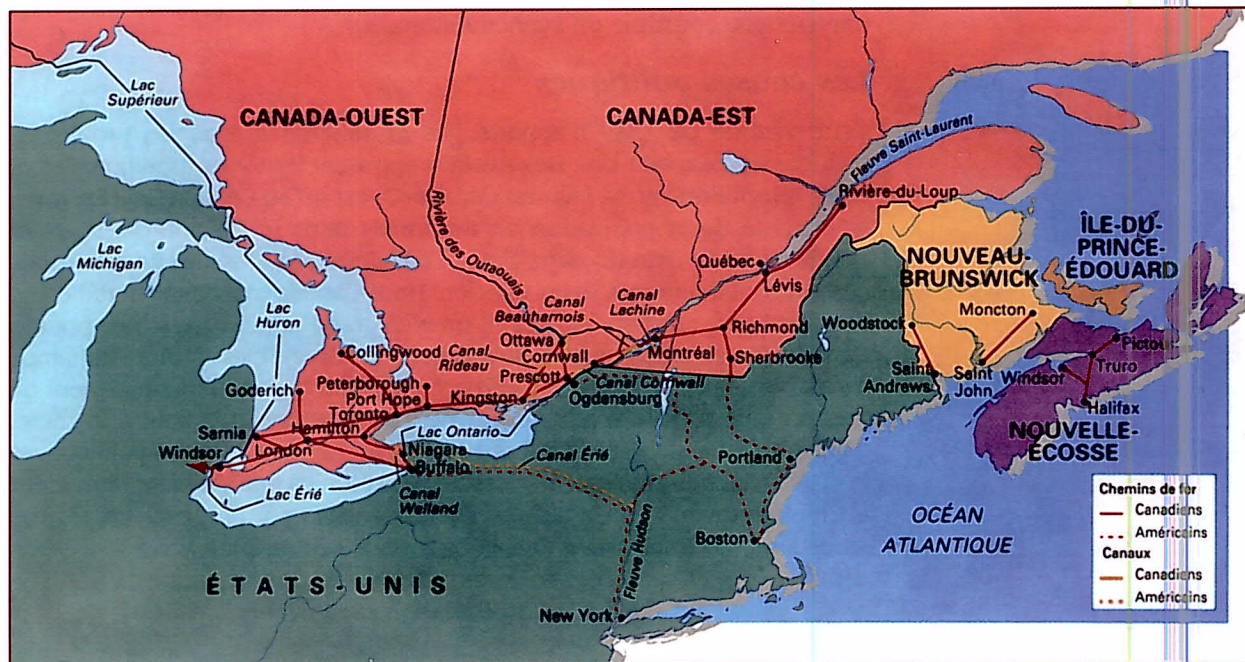 Lac
Supérieur
CANADA-OUEST
CANADA-EST
Fleuve Saint-Laurent
Rivière-du-Loup
Rivière des Outaouais
Lac
Michigan
Lac
Huron
Québec
Lévis
NOUVEAU-
BRUNSWICK
ÎLE-DU-
PRINCE-
ÉDOUARD
Canal
Beauharnois
Canal
Lachine
Moncton
Ottawa
Cornwall
Canal
Rideau
Montréal
Richmond
Woodstock
Collingwood
Sherbrooke
Pictou
Truro
Goderich
Peterborough
Port Hope
Prescott
Canal Cornwall
Ogdensburg
Saint
Andrews
Saint
John
Windsor
Halifax
Toronto
Kingston
Hamilton
Sarnia
London
Lac Ontario
NOUVELLE-
ÉCOSSE
Windsor
Niagara
Buffalo
Canal Érié
Portland
Lac Érié
Canal
Welland
Chemins de fer
Canadiens
Américains
Canaux
Canadiens
Américains
OCÉAN
ATLANTIQUE
Boston
Fleuve Hudson
ÉTATS-UNIS
New York